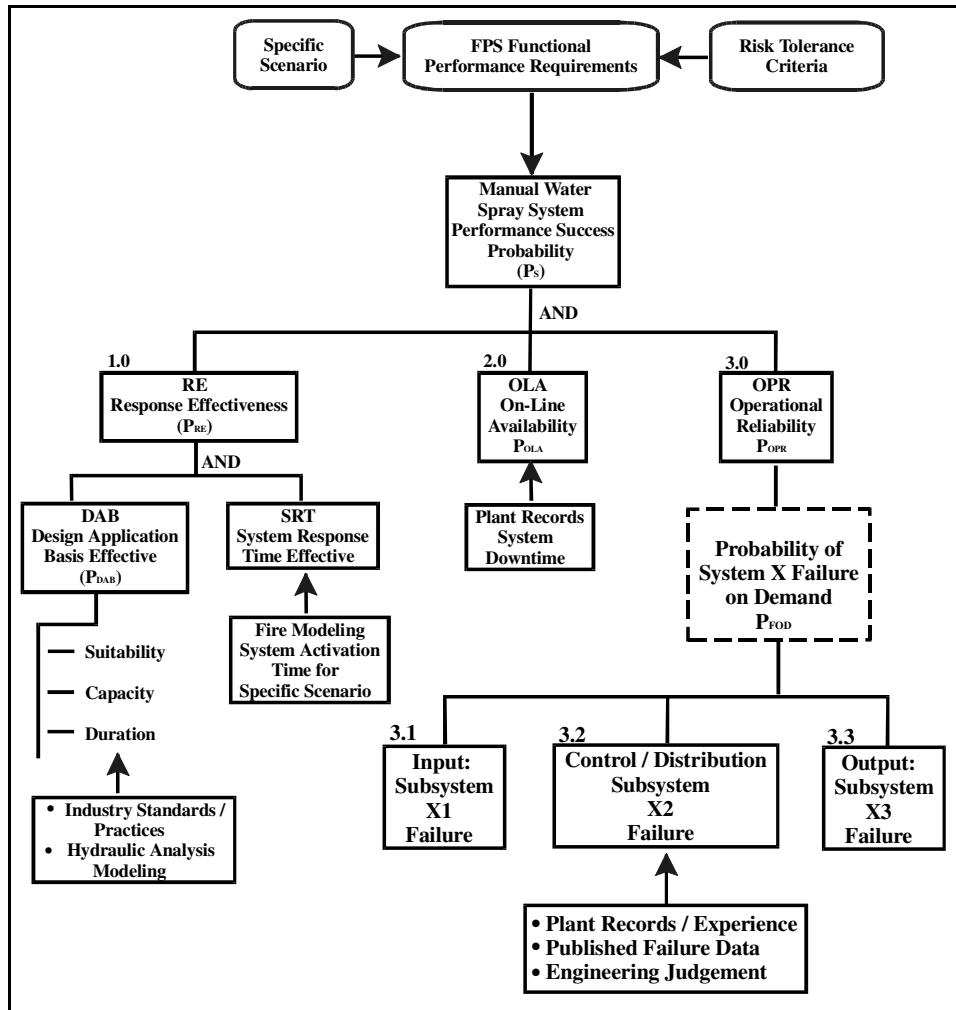 Specific
Scenario
FPS Functional
Performance Requirements
Risk Tolerance
Criteria
Manual Water
Spray System
Performance Success
Probability
(PS)
AND
1.0
RE
Response Effectiveness
(PRE)
2.0
OLA
On-Line
Availability
POLA
3.0
OPR
Operational
Reliability
POPR
AND
DAB
Design Application
Basis Effective
(PDAB)
SRT
System Response
Time Effective
Plant Records
System
Downtime
Probability of
System X Failure
on Demand
PFOD
Suitability
Capacity
Duration
Fire Modeling
System Activation
Time for
Specific Scenario
• Industry Standards /
Practices
• Hydraulic Analysis
Modeling
3.1
Input:
Subsystem
X1
Failure
3.2
Control / Distribution
Subsystem
X2
Failure
3.3
Output:
Subsystem
X3
Failure
• Plant Records / Experience
• Published Failure Data
• Engineering Judgement